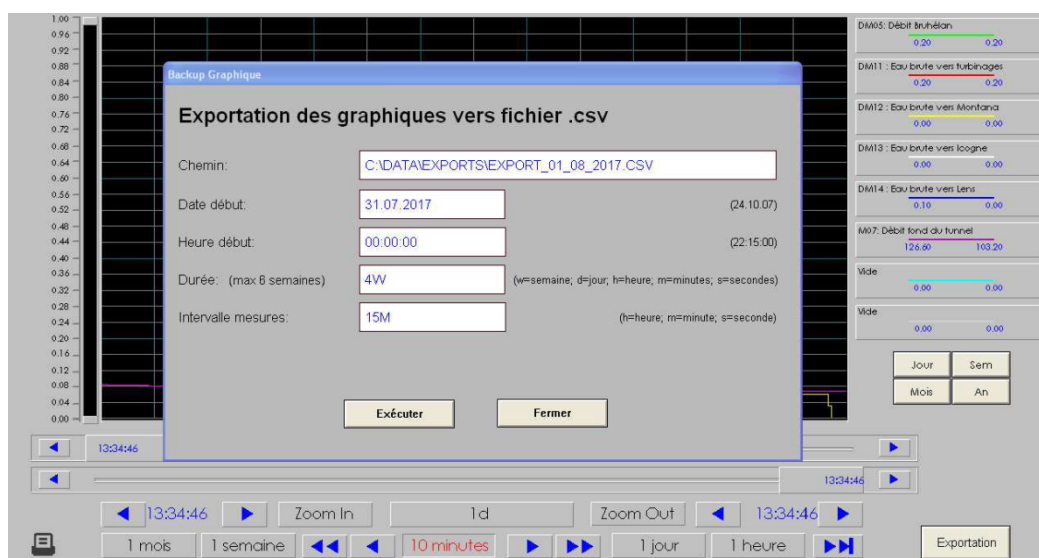 1.00
0.96
0.92
0.88
0.84
0.80
0.76
0.72
0.68
0.64
0.60
0.56
0.52
0.48
0.44
0.40
0.36
0.32
0.28
0.24
0.20
0.16
0.12
0.08
0.04
0.00
Backup Graphique
Exportation des graphiques vers fichier .csv
Chemin: C:\DATA\EXPORTS\EXPORT_01_08_2017.CSV
Date début: 31.07.2017 (24.10.07)
Heure début: 00:00:00 (22:15:00)
Durée: (max 6 semaines) 4W (w=semaine; d=jour; h=heure; m=minutes; s=secondes)
Intervalle mesures: 15M (h=heure; m=minute; s=seconde)
Exécuter Fermer
DM05: Débit Bruhélan
0.20 0.20
DM11 : Eau brute vers turbinages
0.20 0.20
DM12 : Eau brute vers Montana
0.00 0.00
DM13 : Eau brute vers Icogne
0.00 0.00
DM14 : Eau brute vers Lens
0.10 0.00
M07: Débit fond du tunnel
126.60 103.20
Vide
0.00 0.00
Vide
0.00 0.00
Jour Sem
Mois An
13:34:46
13:34:46
13:34:46 Zoom In 1d Zoom Out 13:34:46
1 mois 1 semaine 10 minutes 1 jour 1 heure Exportation